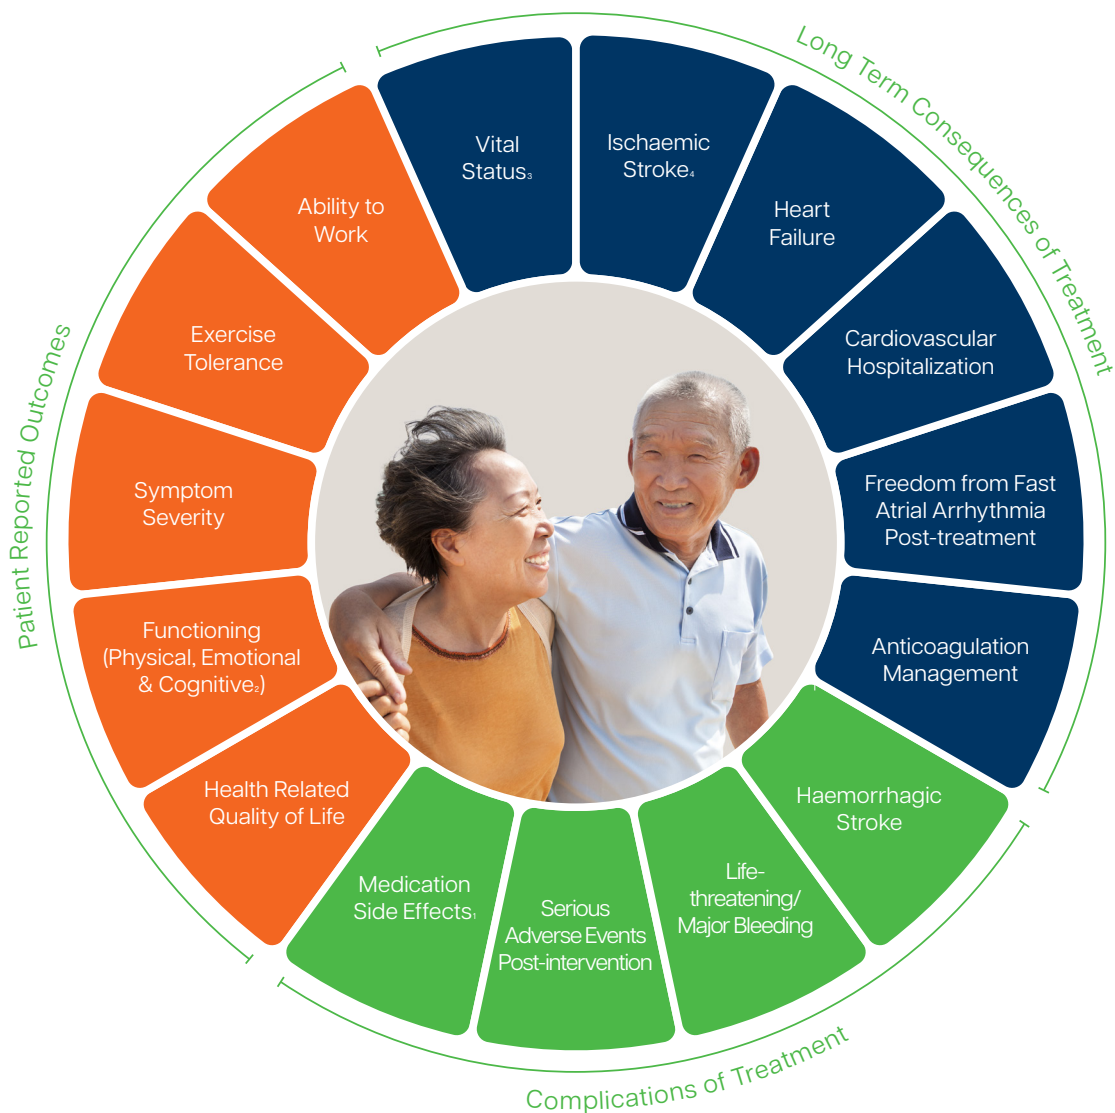 Long Term Consequences of Treatment
Vital
Status₃
Ischaemic
Stroke₄
Heart
Failure
Cardiovascular
Hospitalization
Freedom from Fast
Atrial Arrhythmia
Post-treatment
Anticoagulation
Management
Haemorrhagic
Stroke
Life-
threatening/
Major Bleeding
Serious
Adverse Events
Post-intervention
Medication
Side Effects₁
Complications of Treatment
Health Related
Quality of Life
Functioning
(Physical, Emotional
& Cognitive₂)
Symptom
Severity
Exercise
Tolerance
Ability to
Work
Patient Reported Outcomes